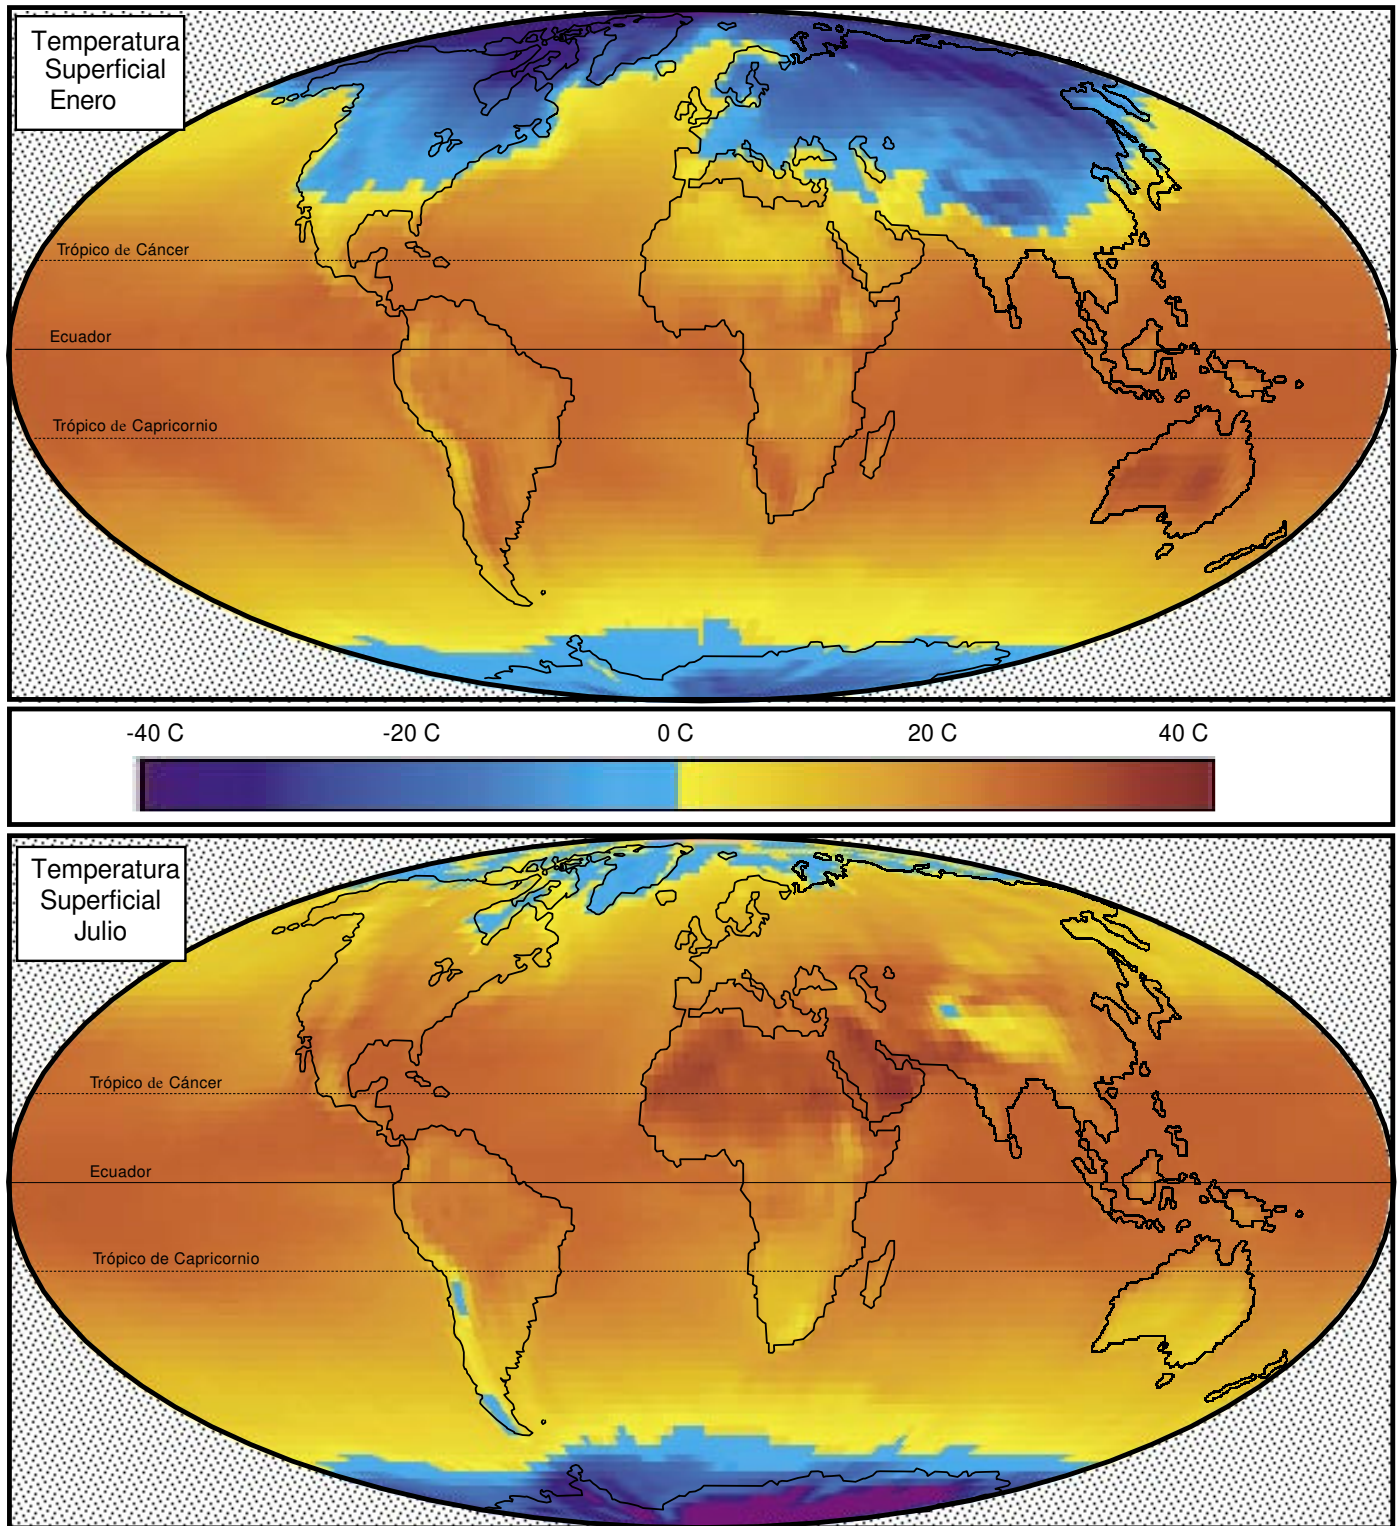 Temperatura
Superficial
Enero
Trópico de Cáncer
Ecuador
Trópico de Capricornio
-40 C -20 C 0 C 20 C 40 C
Temperatura
Superficial
Julio
Trópico de Cáncer
Ecuador
Trópico de Capricornio